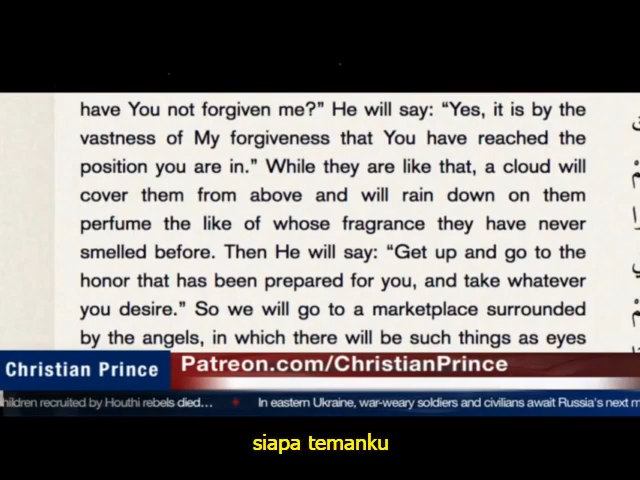 have You not forgiven me?” He will say: “Yes, it is by the
vastness of My forgiveness that You have reached the
position you are in.” While they are like that, a cloud will
cover them from above and will rain down on them
perfume the like of whose fragrance they have never
smelled before. Then He will say: “Get up and go to the
honor that has been prepared for you, and take whatever
you desire.” So we will go to a marketplace surrounded
by the angels, in which there will be such things as eyes
Christian Prince
Patreon.com/ChristianPrince
hildren recruited by Houthi rebels died... In eastern Ukraine, war-weary soldiers and civilians await Russia's next m
siapa temanku